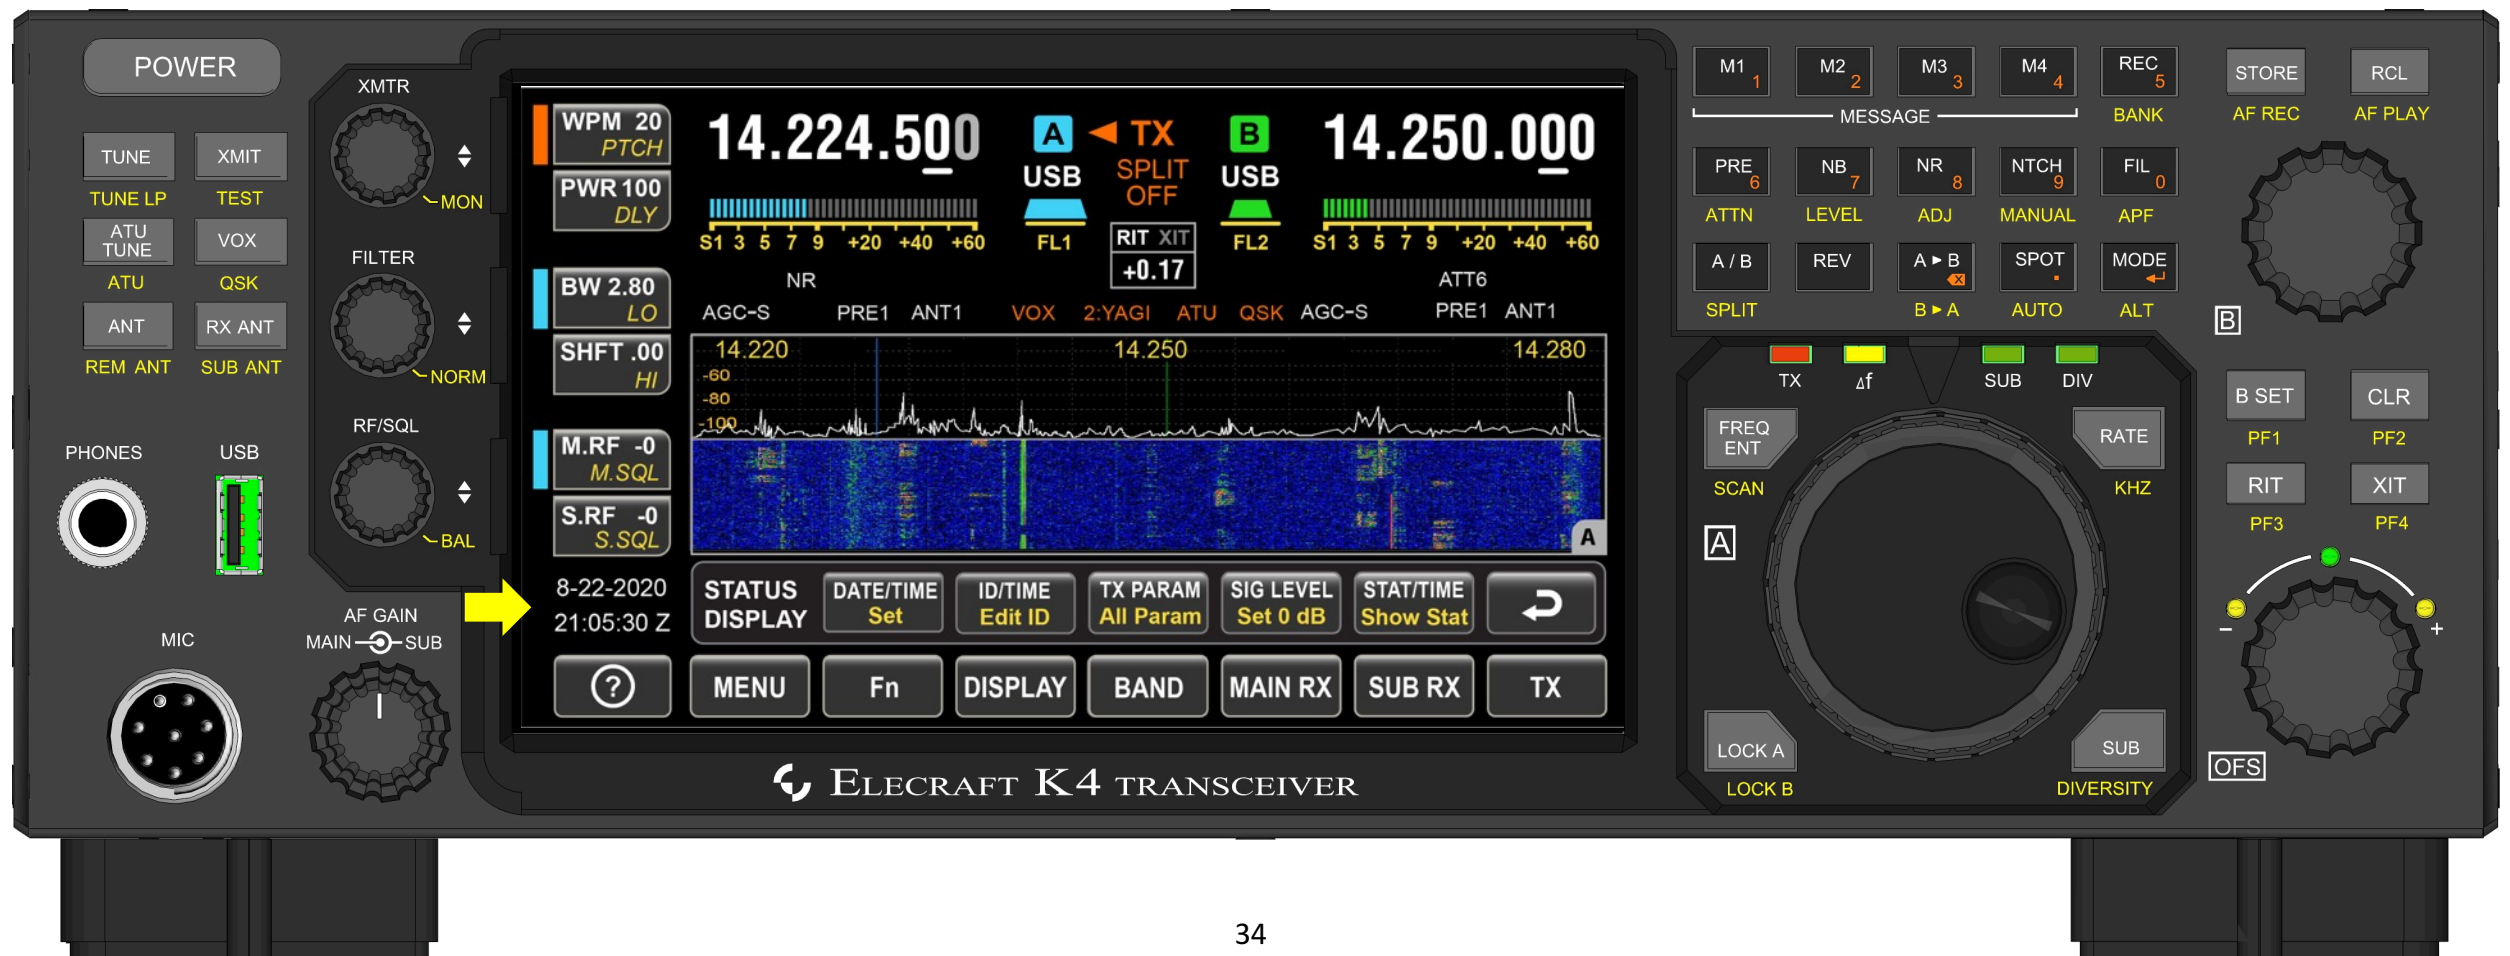 POWER
XMTR
MON
TUNE
XMIT
TUNE LP
TEST
ATU
TUNE
VOX
ATU
QSK
ANT
RX ANT
REM ANT
SUB ANT
FILTER
NORM
RF/SQL
BAL
PHONES
USB
MIC
AF GAIN
MAIN
SUB
WPM 20
PTCH
PWR 100
DLY
BW 2.80
LO
SHFT .00
HI
M.RF -0
M.SQL
S.RF -0
S.SQL
8-22-2020
21:05:30 Z
14.224.500
A
TX
B
14.250.000
USB
SPLIT
OFF
USB
S1 3 5 7 9 +20 +40 +60
FL1
RIT XIT
+0.17
FL2
S1 3 5 7 9 +20 +40 +60
NR
ATT6
AGC-S PRE1 ANT1 VOX 2:YAGI ATU QSK AGC-S PRE1 ANT1
14.220 14.250 14.280
-60
-80
-100
A
STATUS
DISPLAY
DATE/TIME
Set
ID/TIME
Edit ID
TX PARAM
All Param
SIG LEVEL
Set 0 dB
STAT/TIME
Show Stat
?
MENU
Fn
DISPLAY
BAND
MAIN RX
SUB RX
TX
ELECRAFT K4 TRANSCEIVER
M1 1
M2 2
M3 3
M4 4
REC 5
MESSAGE
BANK
PRE 6
NB 7
NR 8
NTCH 9
FIL 0
ATTN
LEVEL
ADJ
MANUAL
APF
A / B
REV
A ▸ B
SPOT .
MODE
SPLIT
B ▸ A
AUTO
ALT
STORE
RCL
AF REC
AF PLAY
B
TX
Δf
SUB
DIV
FREQ
ENT
RATE
SCAN
KHZ
A
LOCK A
SUB
LOCK B
DIVERSITY
B SET
CLR
PF1
PF2
RIT
XIT
PF3
PF4
−
+
OFS
34